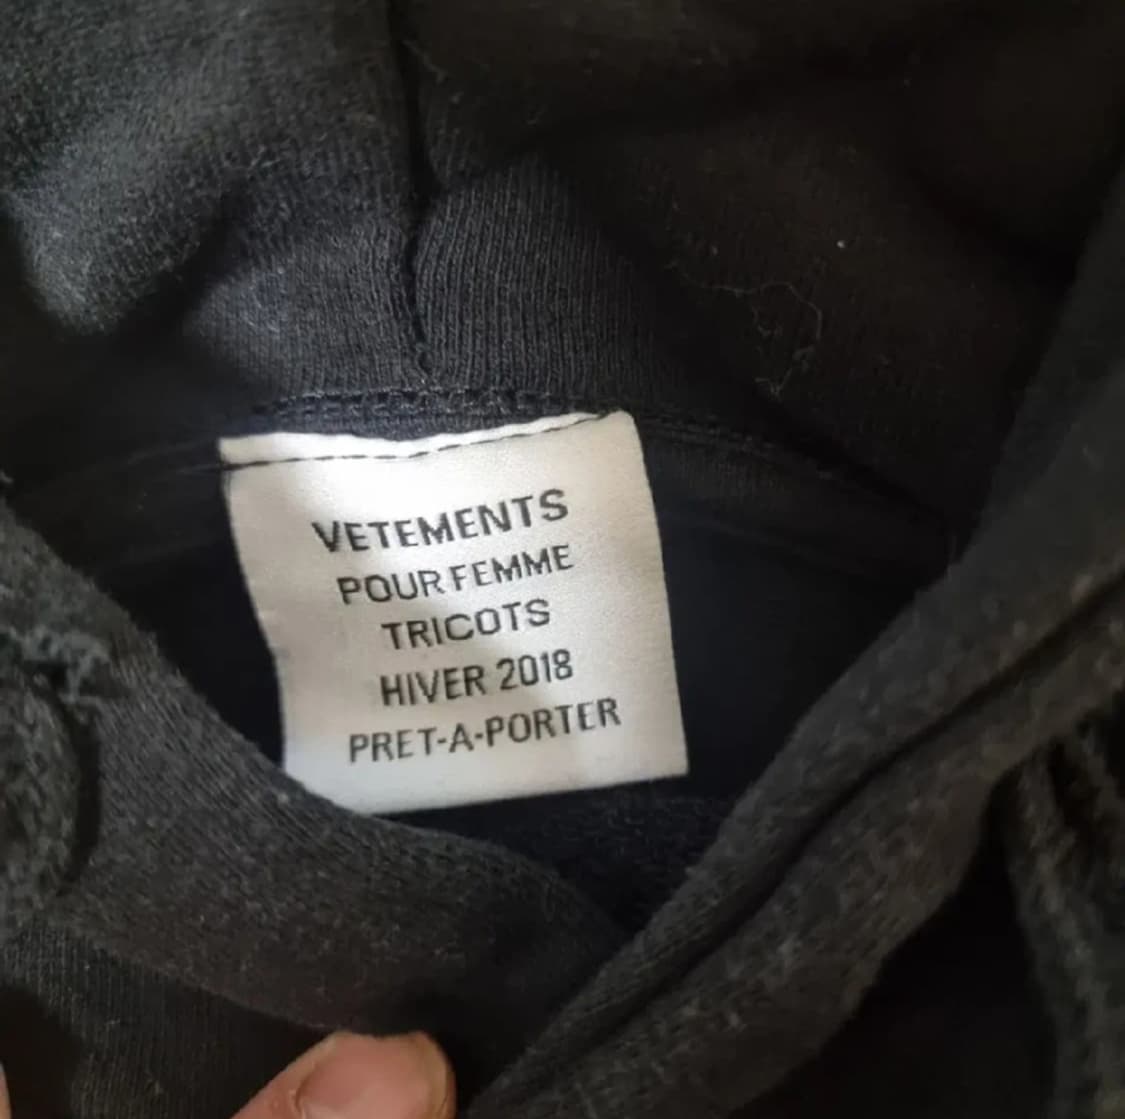 VETEMENTS
POUR FEMME
TRICOTS
HIVER 2018
PRET-A-PORTER